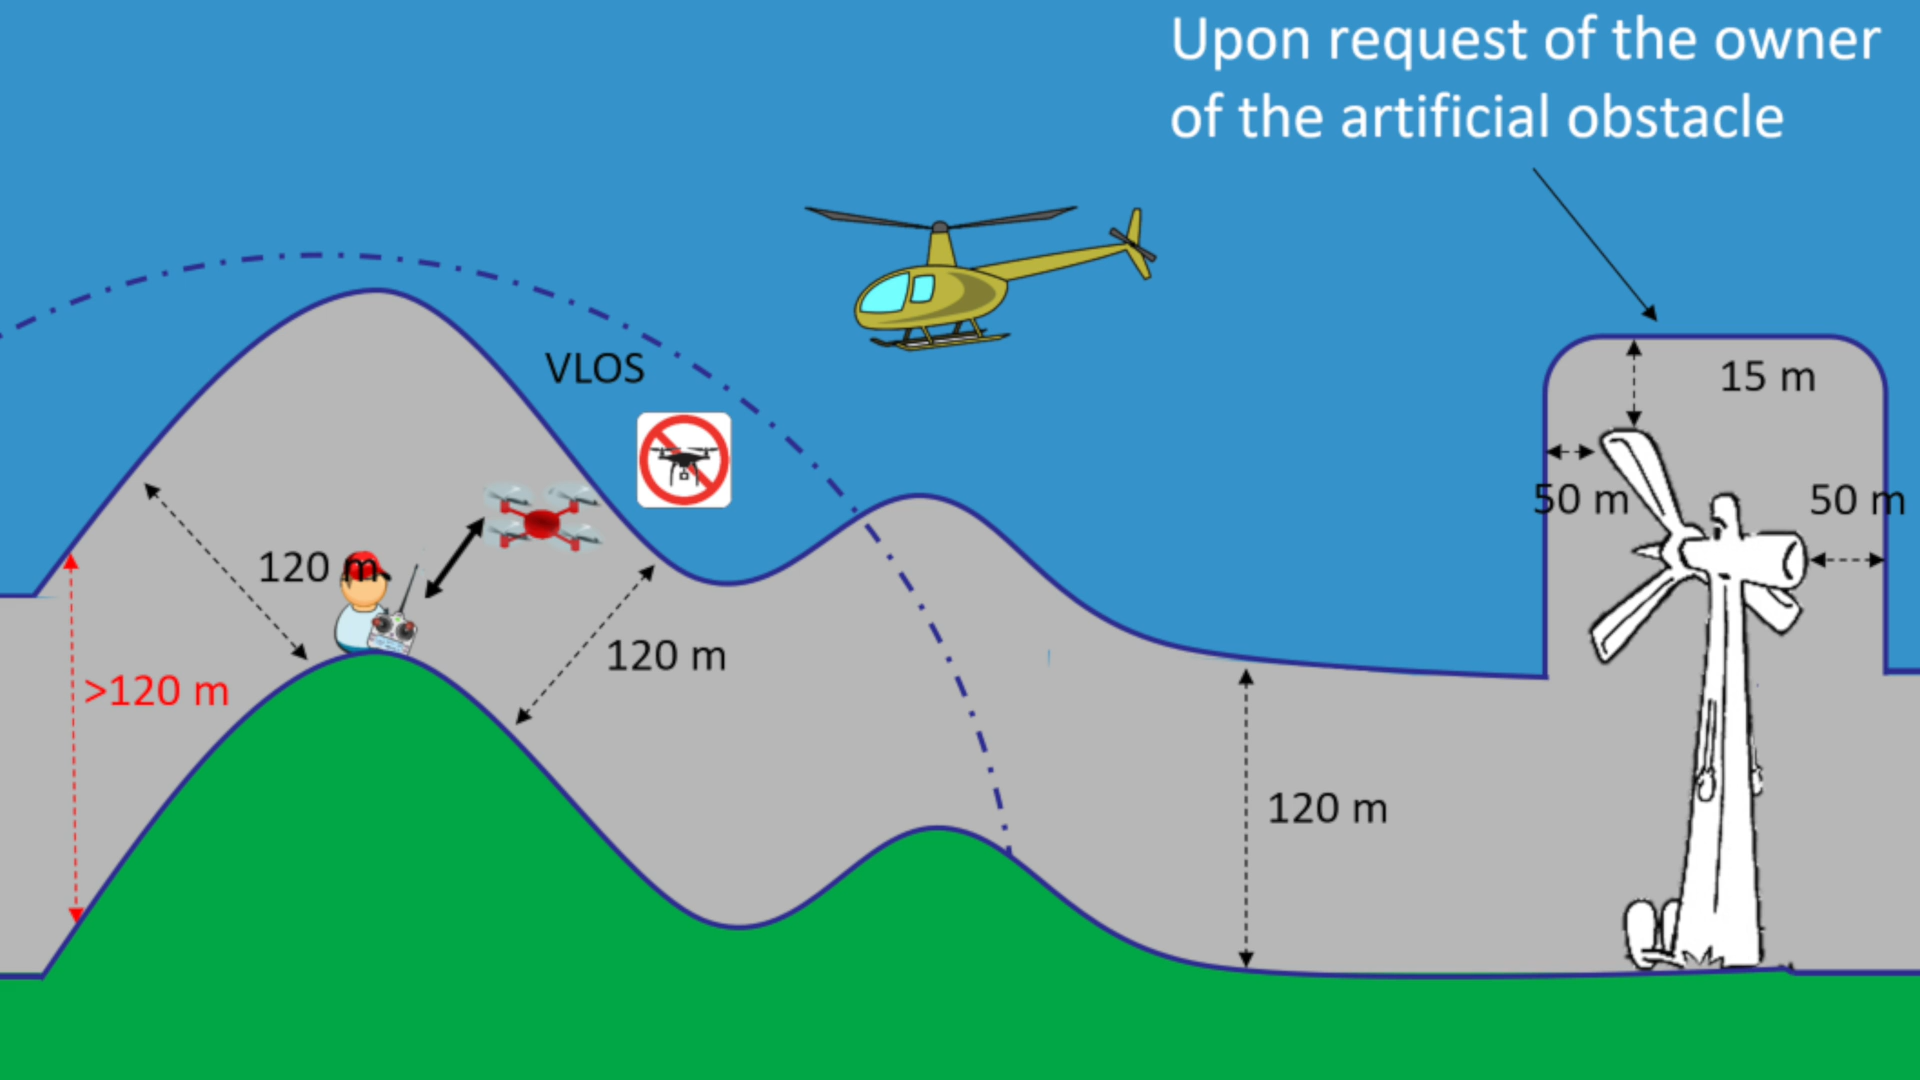 Upon request of the owner
of the artificial obstacle
VLOS
15 m
50 m
50 m
120 m
120 m
>120 m
120 m